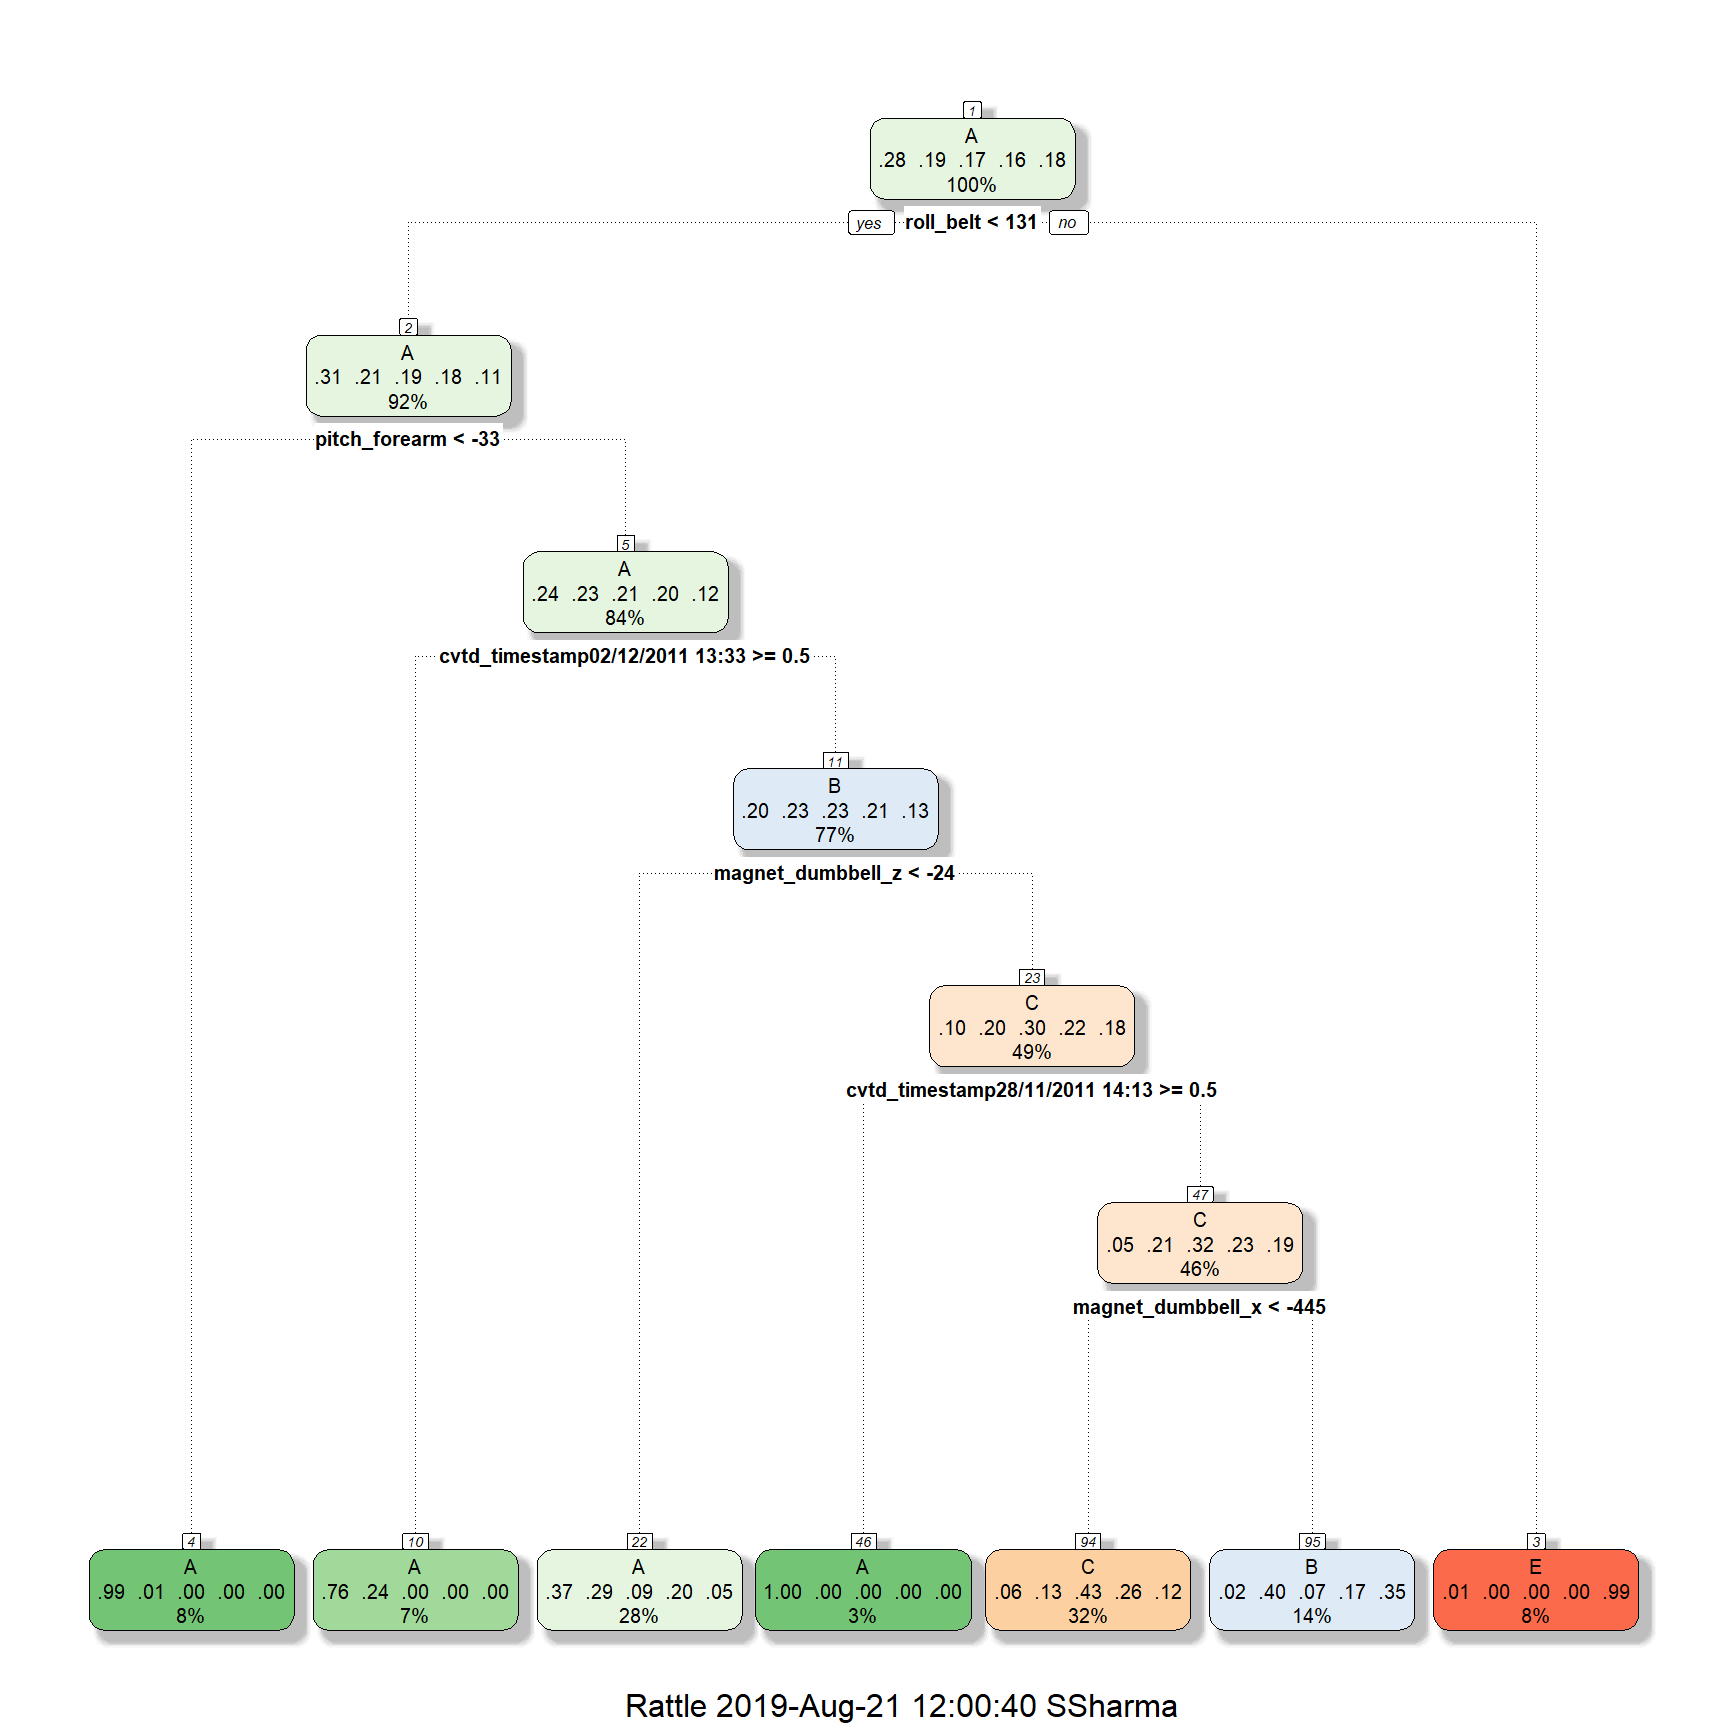 1
A
.28 .19 .17 .16 .18
100%
yes roll_belt < 131 no
2
A
.31 .21 .19 .18 .11
92%
pitch_forearm < -33
5
A
.24 .23 .21 .20 .12
84%
cvtd_timestamp02/12/2011 13:33 >= 0.5
11
B
.20 .23 .23 .21 .13
77%
magnet_dumbbell_z < -24
23
C
.10 .20 .30 .22 .18
49%
cvtd_timestamp28/11/2011 14:13 >= 0.5
47
C
.05 .21 .32 .23 .19
46%
magnet_dumbbell_x < -445
4
A
.99 .01 .00 .00 .00
8%
10
A
.76 .24 .00 .00 .00
7%
22
A
.37 .29 .09 .20 .05
28%
46
A
1.00 .00 .00 .00 .00
3%
94
C
.06 .13 .43 .26 .12
32%
95
B
.02 .40 .07 .17 .35
14%
3
E
.01 .00 .00 .00 .99
8%
Rattle 2019-Aug-21 12:00:40 SSharma